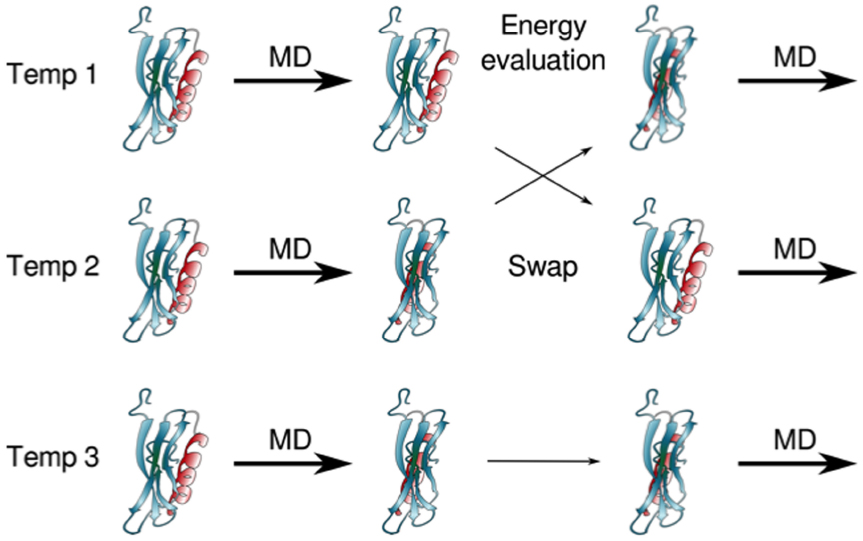 Temp 1
MD
Energy
evaluation
MD
Temp 2
MD
Swap
MD
Temp 3
MD
MD